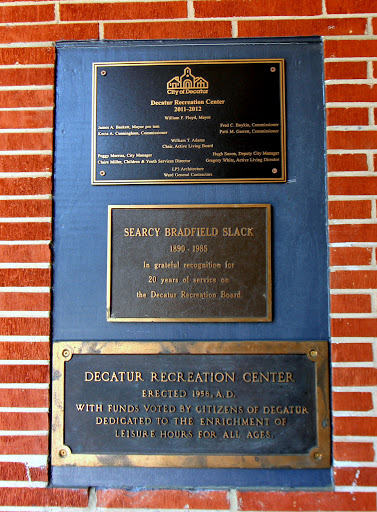 City of Decatur
Decatur Recreation Center
2011-2012
William F. Floyd, Mayor
James A. Baskett, Mayor pro tem
Fred C. Boykin, Commissioner
Kecia A. Cunningham, Commissioner
Patti M. Garrett, Commissioner
William T. Adams
Chair, Active Living Board
Peggy Merriss, City Manager
Hugh Saxon, Deputy City Manager
Claire Miller, Children & Youth Services Director
Gregory White, Active Living Director
Architecture
General Contractors
SEARCY BRADFIELD SLACK
1890 - 1985
In grateful recognition for
20 years of service on
the Decatur Recreation Board
DECATUR RECREATION CENTER
ERECTED 1958, A.D.
WITH FUNDS VOTED BY CITIZENS OF DECATUR
DEDICATED TO THE ENRICHMENT OF
LEISURE HOURS FOR ALL AGES.